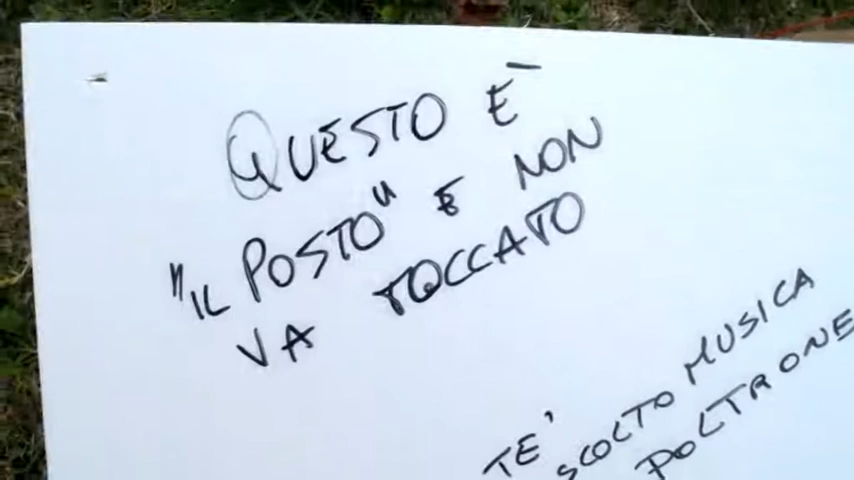 QUESTO È
"IL POSTO" E NON
VA TOCCATO
TE'
SCOLTO MUSICA
POLTRONE